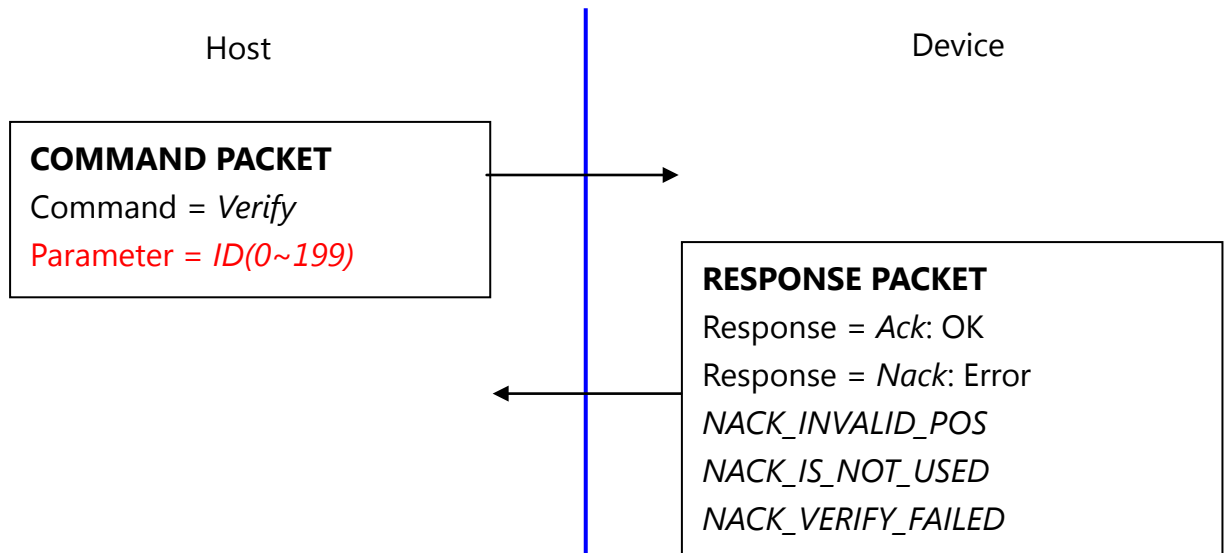 Host
Device
COMMAND PACKET
Command = Verify
Parameter = ID(0~199)
RESPONSE PACKET
Response = Ack: OK
Response = Nack: Error
NACK_INVALID_POS
NACK_IS_NOT_USED
NACK_VERIFY_FAILED